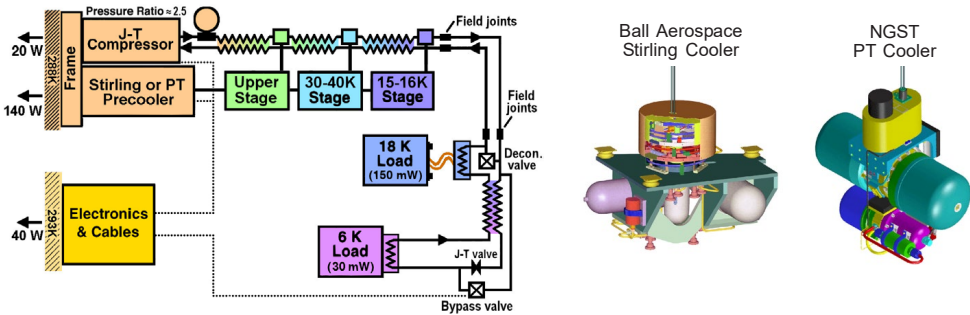 Pressure Ratio ≈ 2.5
J-T
Compressor
20 W
288K
Frame
Stirling or PT
Precooler
140 W
Upper
Stage
30-40K
Stage
15-16K
Stage
Field joints
Field
joints
18 K
Load
(150 mW)
Decon.
valve
Electronics
& Cables
293K
40 W
6 K
Load
(30 mW)
J-T valve
Bypass valve
Ball Aerospace
Stirling Cooler
NGST
PT Cooler